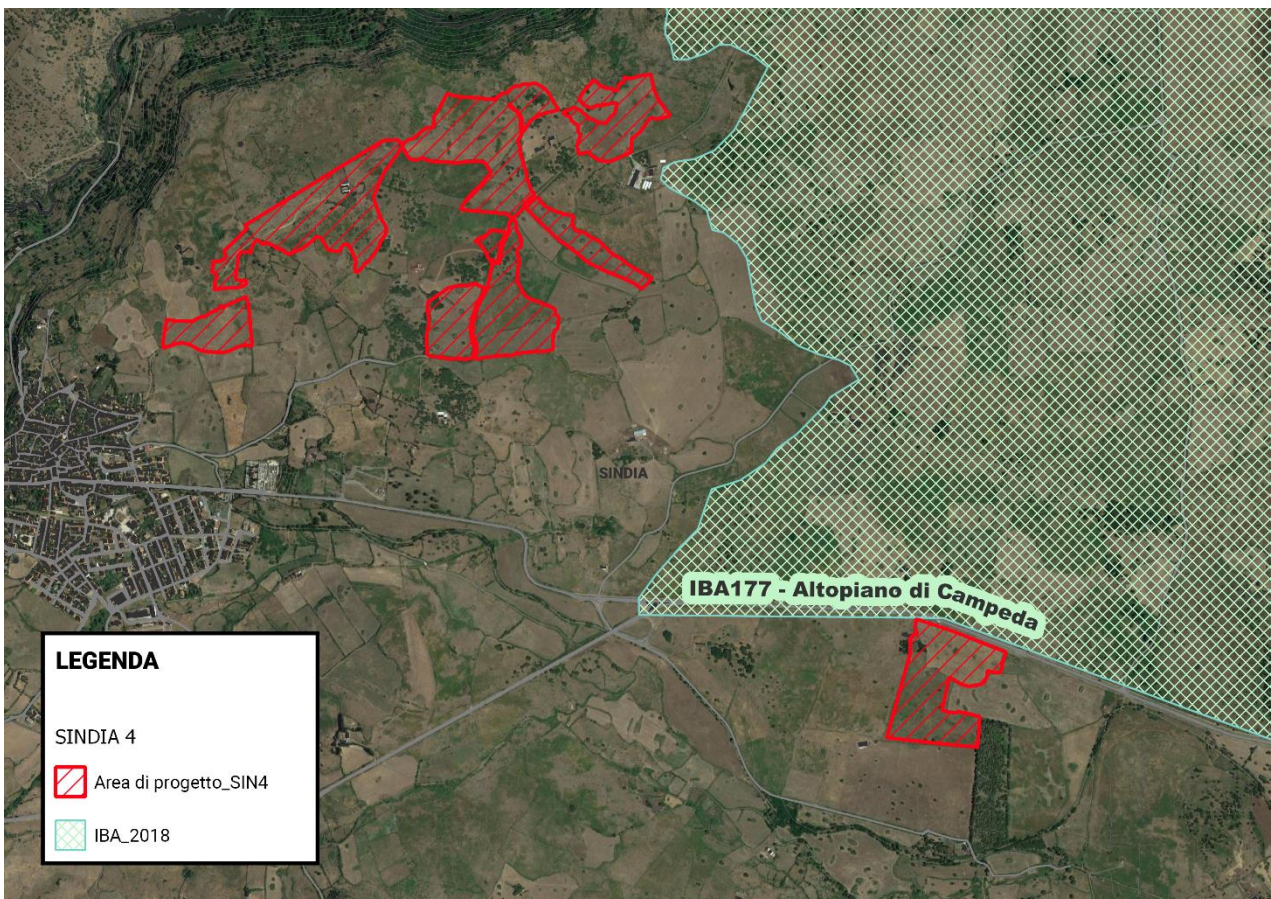 SINDIA
IBA177 - Altopiano di Campeda
LEGENDA
SINDIA 4
Area di progetto_SIN4
IBA_2018